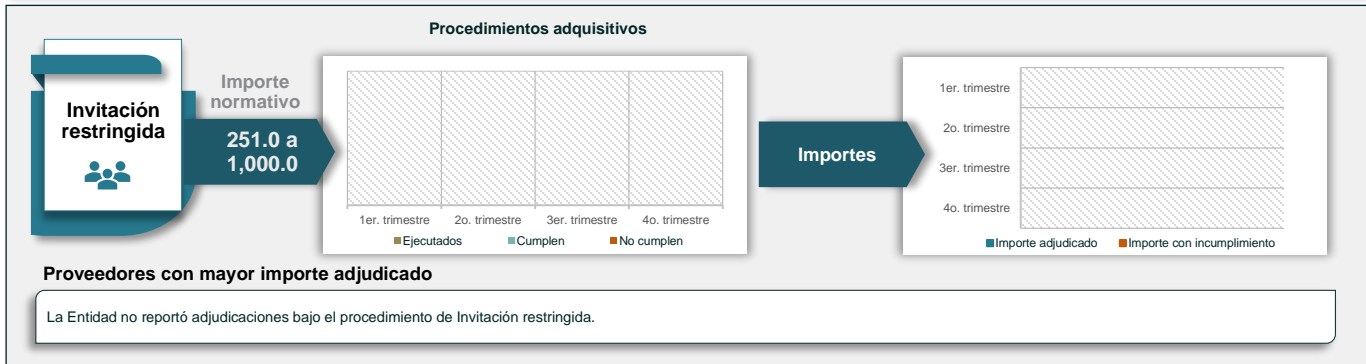 Procedimientos adquisitivos
Invitación
restringida
Importe
normativo
251.0 a
1,000.0
1er. trimestre 2o. trimestre 3er. trimestre 4o. trimestre
Ejecutados Cumplen No cumplen
Importes
1er. trimestre
2o. trimestre
3er. trimestre
4o. trimestre
Importe adjudicado Importe con incumplimiento
Proveedores con mayor importe adjudicado
La Entidad no reportó adjudicaciones bajo el procedimiento de Invitación restringida.